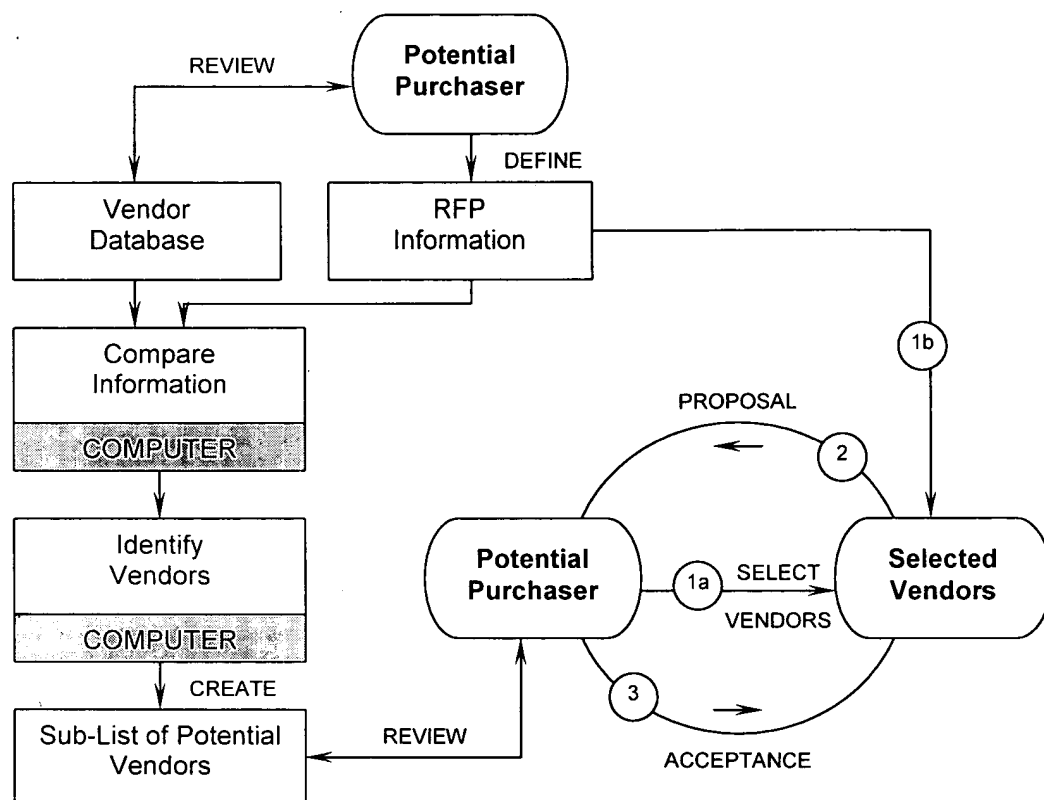 Potential
Purchaser
REVIEW
DEFINE
Vendor
Database
RFP
Information
1b
Compare
Information
COMPUTER
PROPOSAL
2
Identify
Vendors
COMPUTER
Potential
Purchaser
1a
SELECT
VENDORS
Selected
Vendors
CREATE
3
Sub-List of Potential
Vendors
REVIEW
ACCEPTANCE